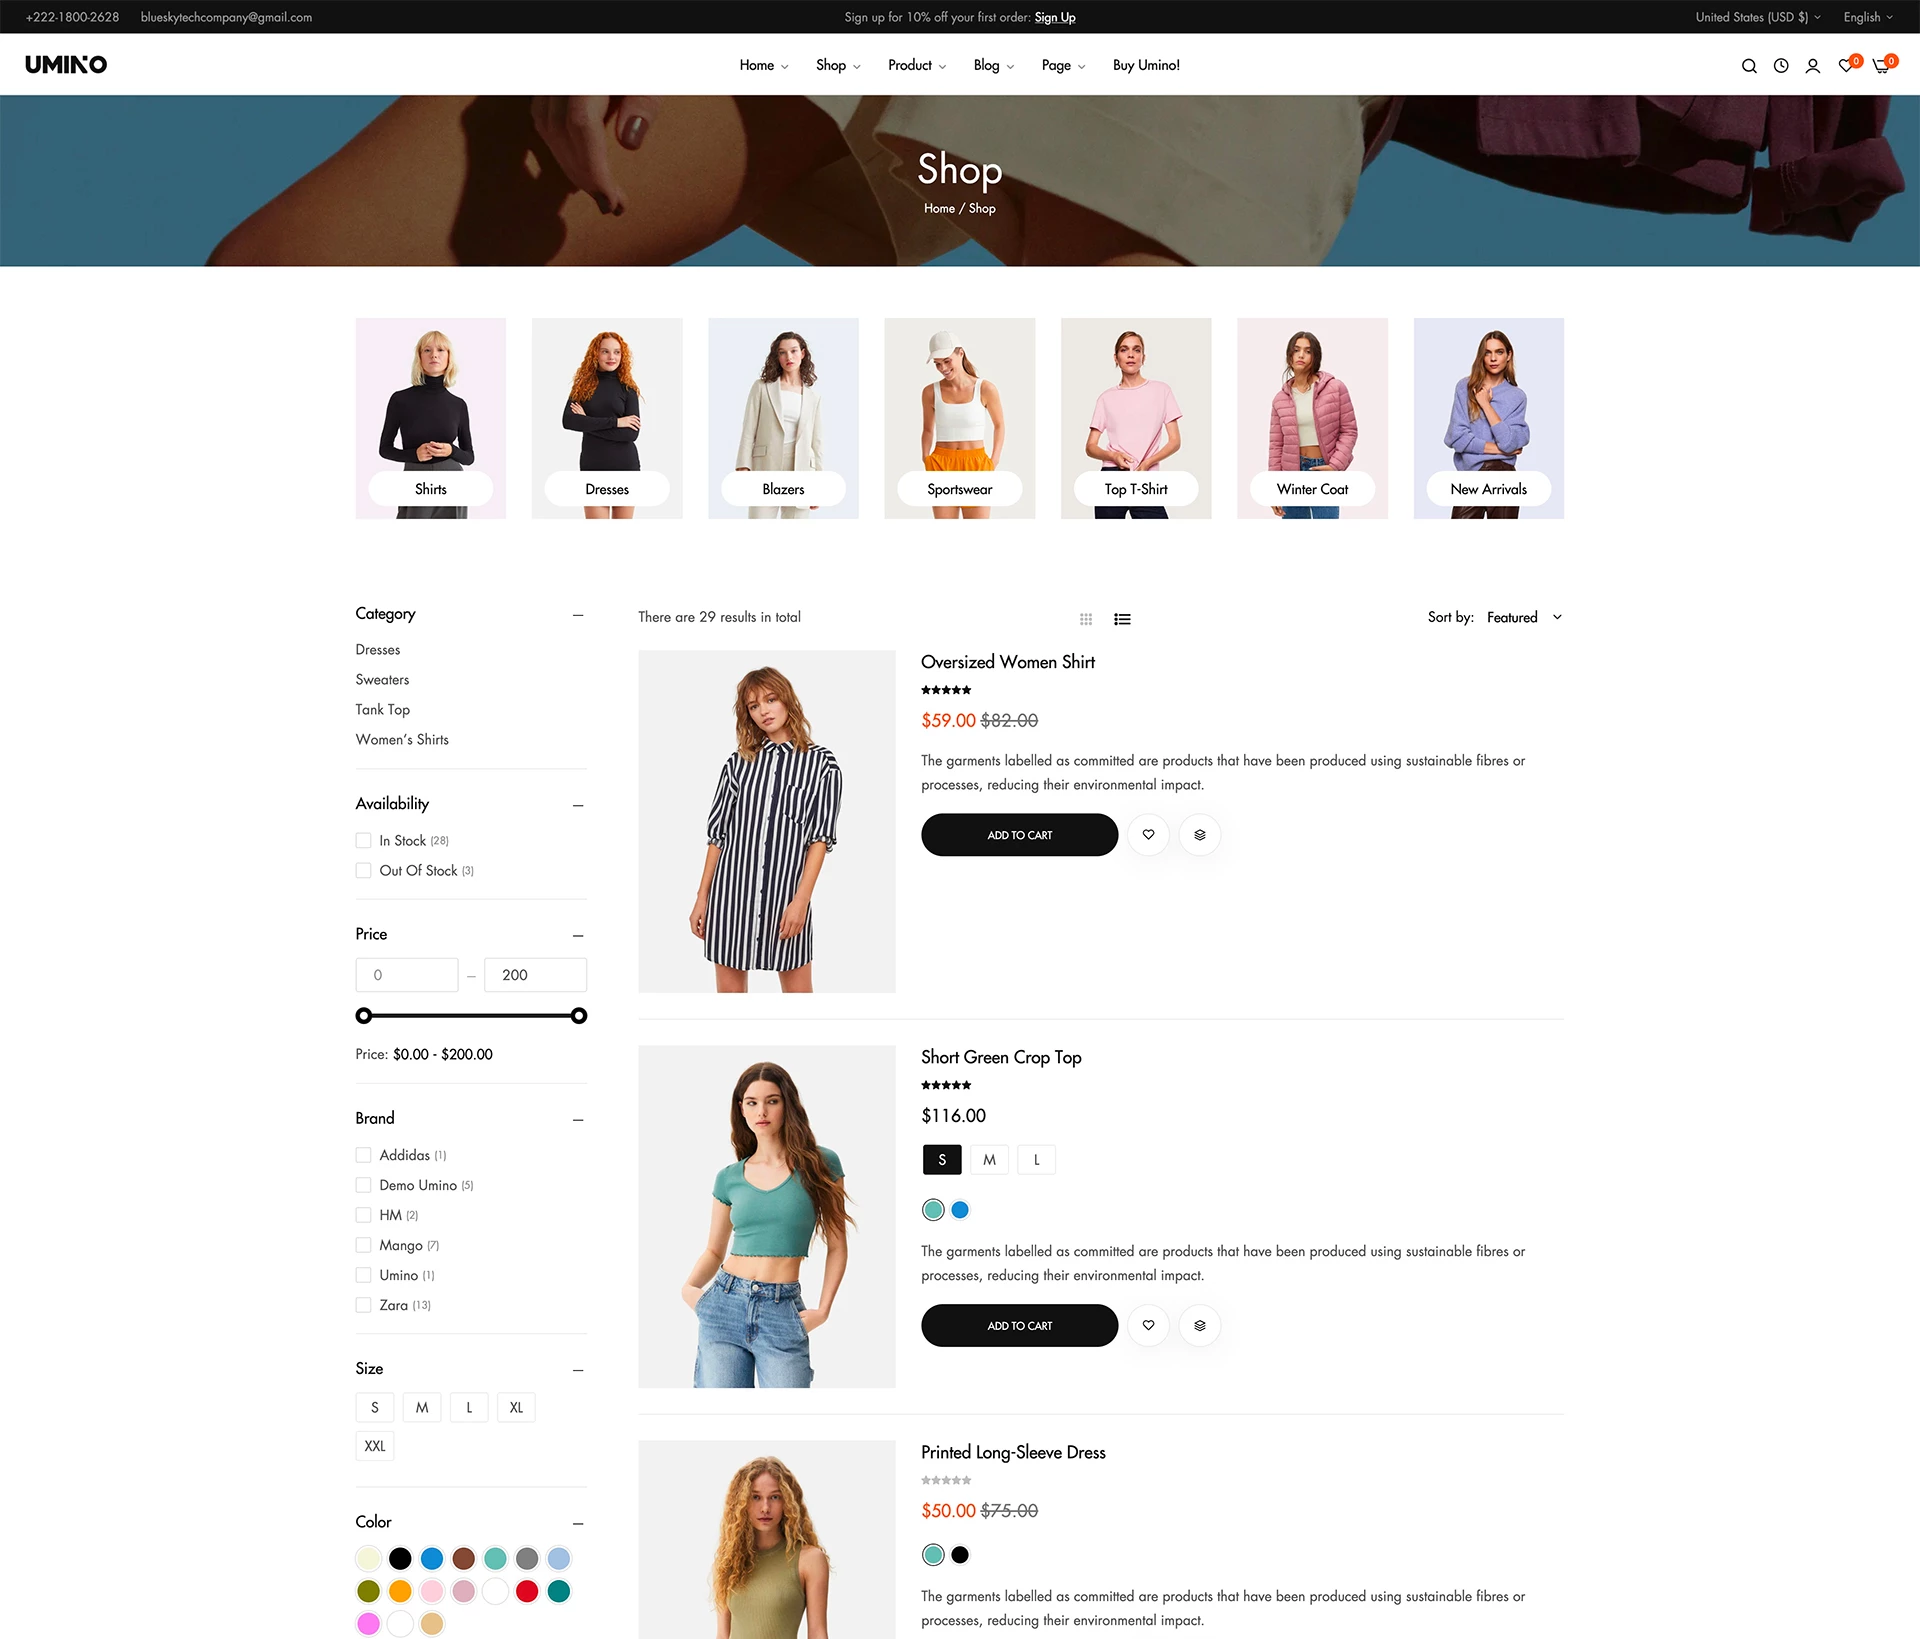 +222-1800-2628 blueskytechcompany@gmail.com Sign up for 10% off your first order: Sign Up United States (USD $) English
UMINO Home Shop Product Blog Page Buy Umino! 0 0
Shop
Home / Shop
Shirts Dresses Blazers Sportswear Top T-Shirt Winter Coat New Arrivals
Category
Dresses
Sweaters
Tank Top
Women's Shirts
Availability
In Stock (28)
Out Of Stock (3)
Price
0 – 200
Price: $0.00 - $200.00
Brand
Addidas (1)
Demo Umino (5)
HM (2)
Mango (7)
Umino (1)
Zara (13)
Size
S M L XL
XXL
Color
There are 29 results in total Sort by: Featured
Oversized Women Shirt
$59.00 $82.00
The garments labelled as committed are products that have been produced using sustainable fibres or
processes, reducing their environmental impact.
ADD TO CART
Short Green Crop Top
$116.00
S M L
The garments labelled as committed are products that have been produced using sustainable fibres or
processes, reducing their environmental impact.
ADD TO CART
Printed Long-Sleeve Dress
$50.00 $75.00
The garments labelled as committed are products that have been produced using sustainable fibres or
processes, reducing their environmental impact.